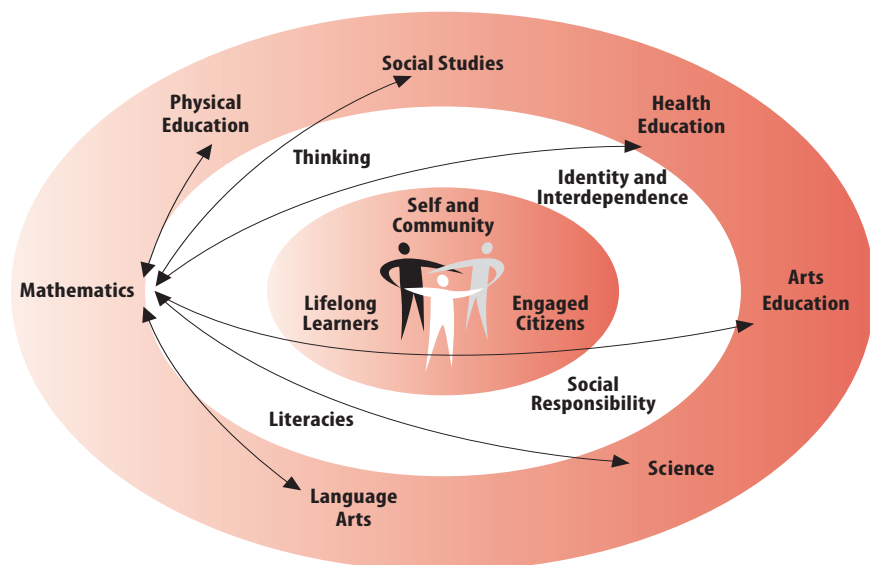 Social Studies
Physical
Education
Health
Education
Thinking
Identity and
Interdependence
Self and
Community
Mathematics
Lifelong
Learners
Engaged
Citizens
Arts
Education
Social
Responsibility
Literacies
Science
Language
Arts